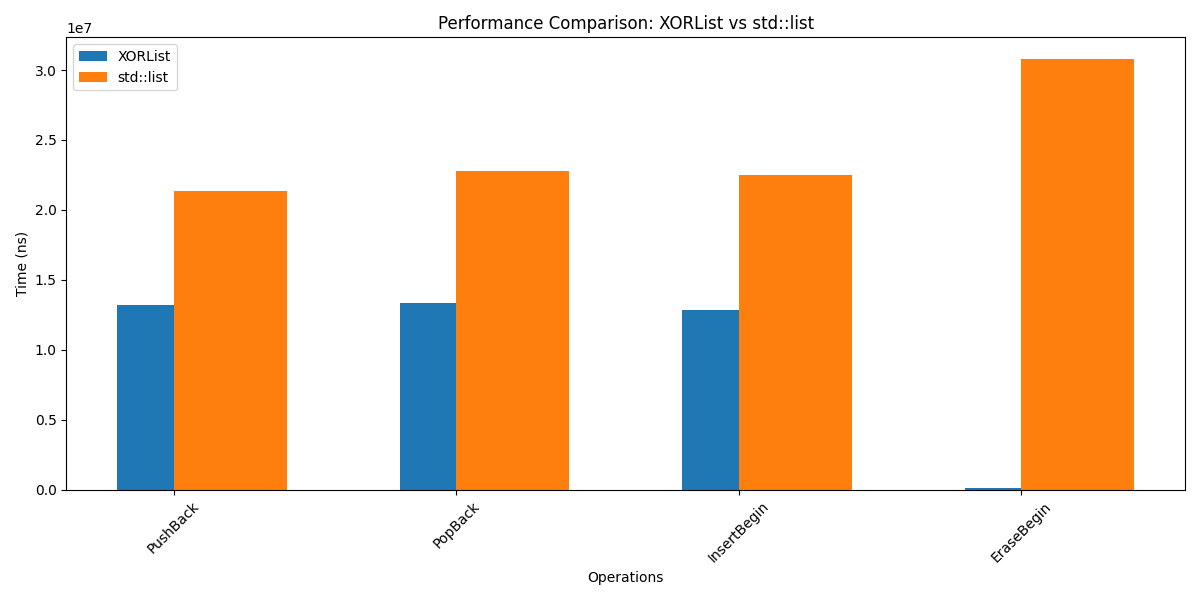 Performance Comparison: XORList vs std::list
1e7
XORList
std::list
3.0
2.5
2.0
1.5
1.0
0.5
0.0
Time (ns)
PushBack
PopBack
InsertBegin
EraseBegin
Operations